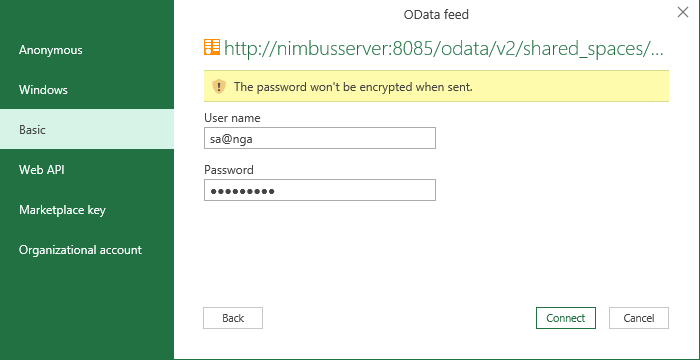 OData feed
http://nimbusserver:8085/odata/v2/shared_spaces/...
The password won't be encrypted when sent.
Anonymous
Windows
Basic
Web API
Marketplace key
Organizational account
User name
sa@nga
Password
●●●●●●●●●
Back
Connect
Cancel